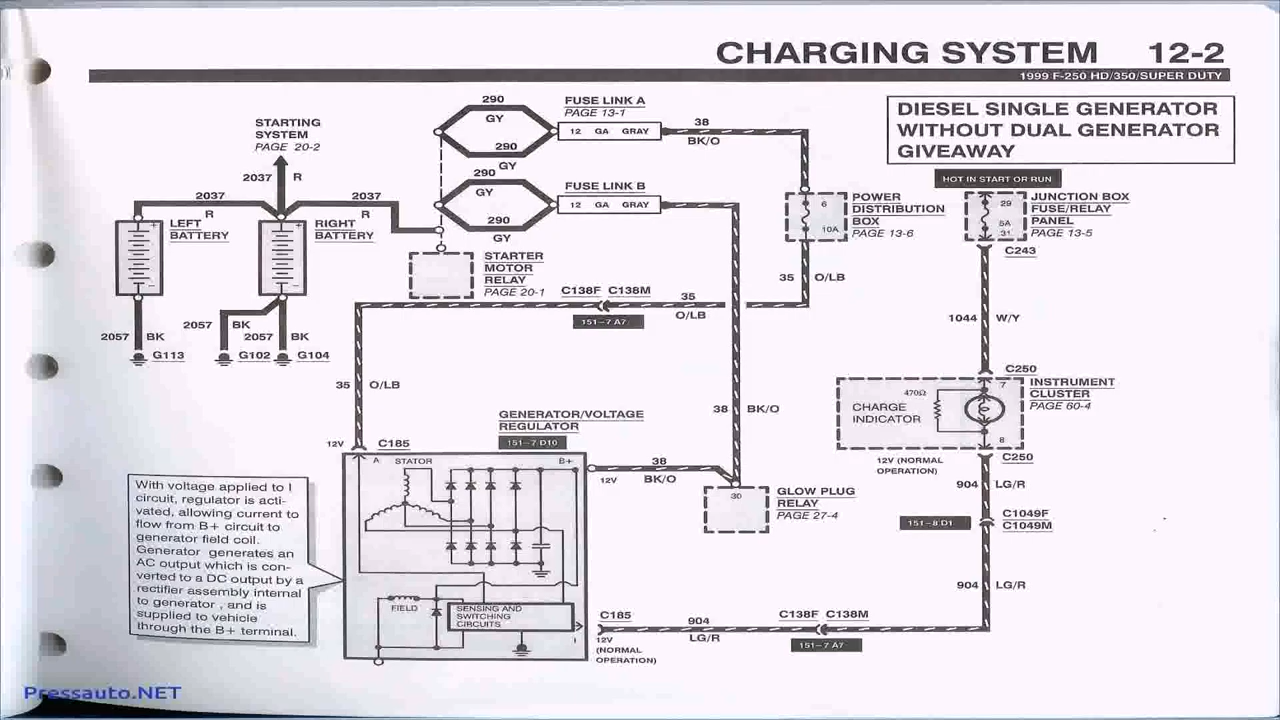 CHARGING SYSTEM 12-2
1999 F-250 HD/350/SUPER DUTY
DIESEL SINGLE GENERATOR
WITHOUT DUAL GENERATOR
GIVEAWAY
STARTING
SYSTEM
PAGE 20-2
2037 R
2037
R
2037
R
LEFT
BATTERY
RIGHT
BATTERY
2057 BK
2057
BK
2057 BK
G113
G102
G104
290
GY
290
GY
FUSE LINK A
PAGE 13-1
12 GA GRAY
38
BK/O
290
GY
290
GY
FUSE LINK B
12 GA GRAY
STARTER
MOTOR
RELAY
PAGE 20-1
C138F C138M
151-7 A7
35
O/LB
6
10A
POWER
DISTRIBUTION
BOX
PAGE 13-6
35 O/LB
HOT IN START OR RUN
29
5A
31
JUNCTION BOX
FUSE/RELAY
PANEL
PAGE 13-5
C243
1044 W/Y
C250
7
INSTRUMENT
CLUSTER
PAGE 60-4
470Ω
CHARGE
INDICATOR
8
12V (NORMAL
OPERATION)
C250
904 LG/R
151-8 D1
C1049F
C1049M
904 LG/R
35 O/LB
38 BK/O
GENERATOR/VOLTAGE
REGULATOR
151-7 D10
12V
C185
A
STATOR
B+
38
12V
BK/O
30
GLOW PLUG
RELAY
PAGE 27-4
With voltage applied to I
circuit, regulator is acti-
vated, allowing current to
flow from B+ circuit to
generator field coil.
Generator generates an
AC output which is con-
verted to a DC output by a
rectifier assembly internal
to generator , and is
supplied to vehicle
through the B+ terminal.
FIELD
SENSING AND
SWITCHING
CIRCUITS
I
C185
12V
(NORMAL
OPERATION)
904
LG/R
C138F C138M
151-7 A7
Pressauto.NET